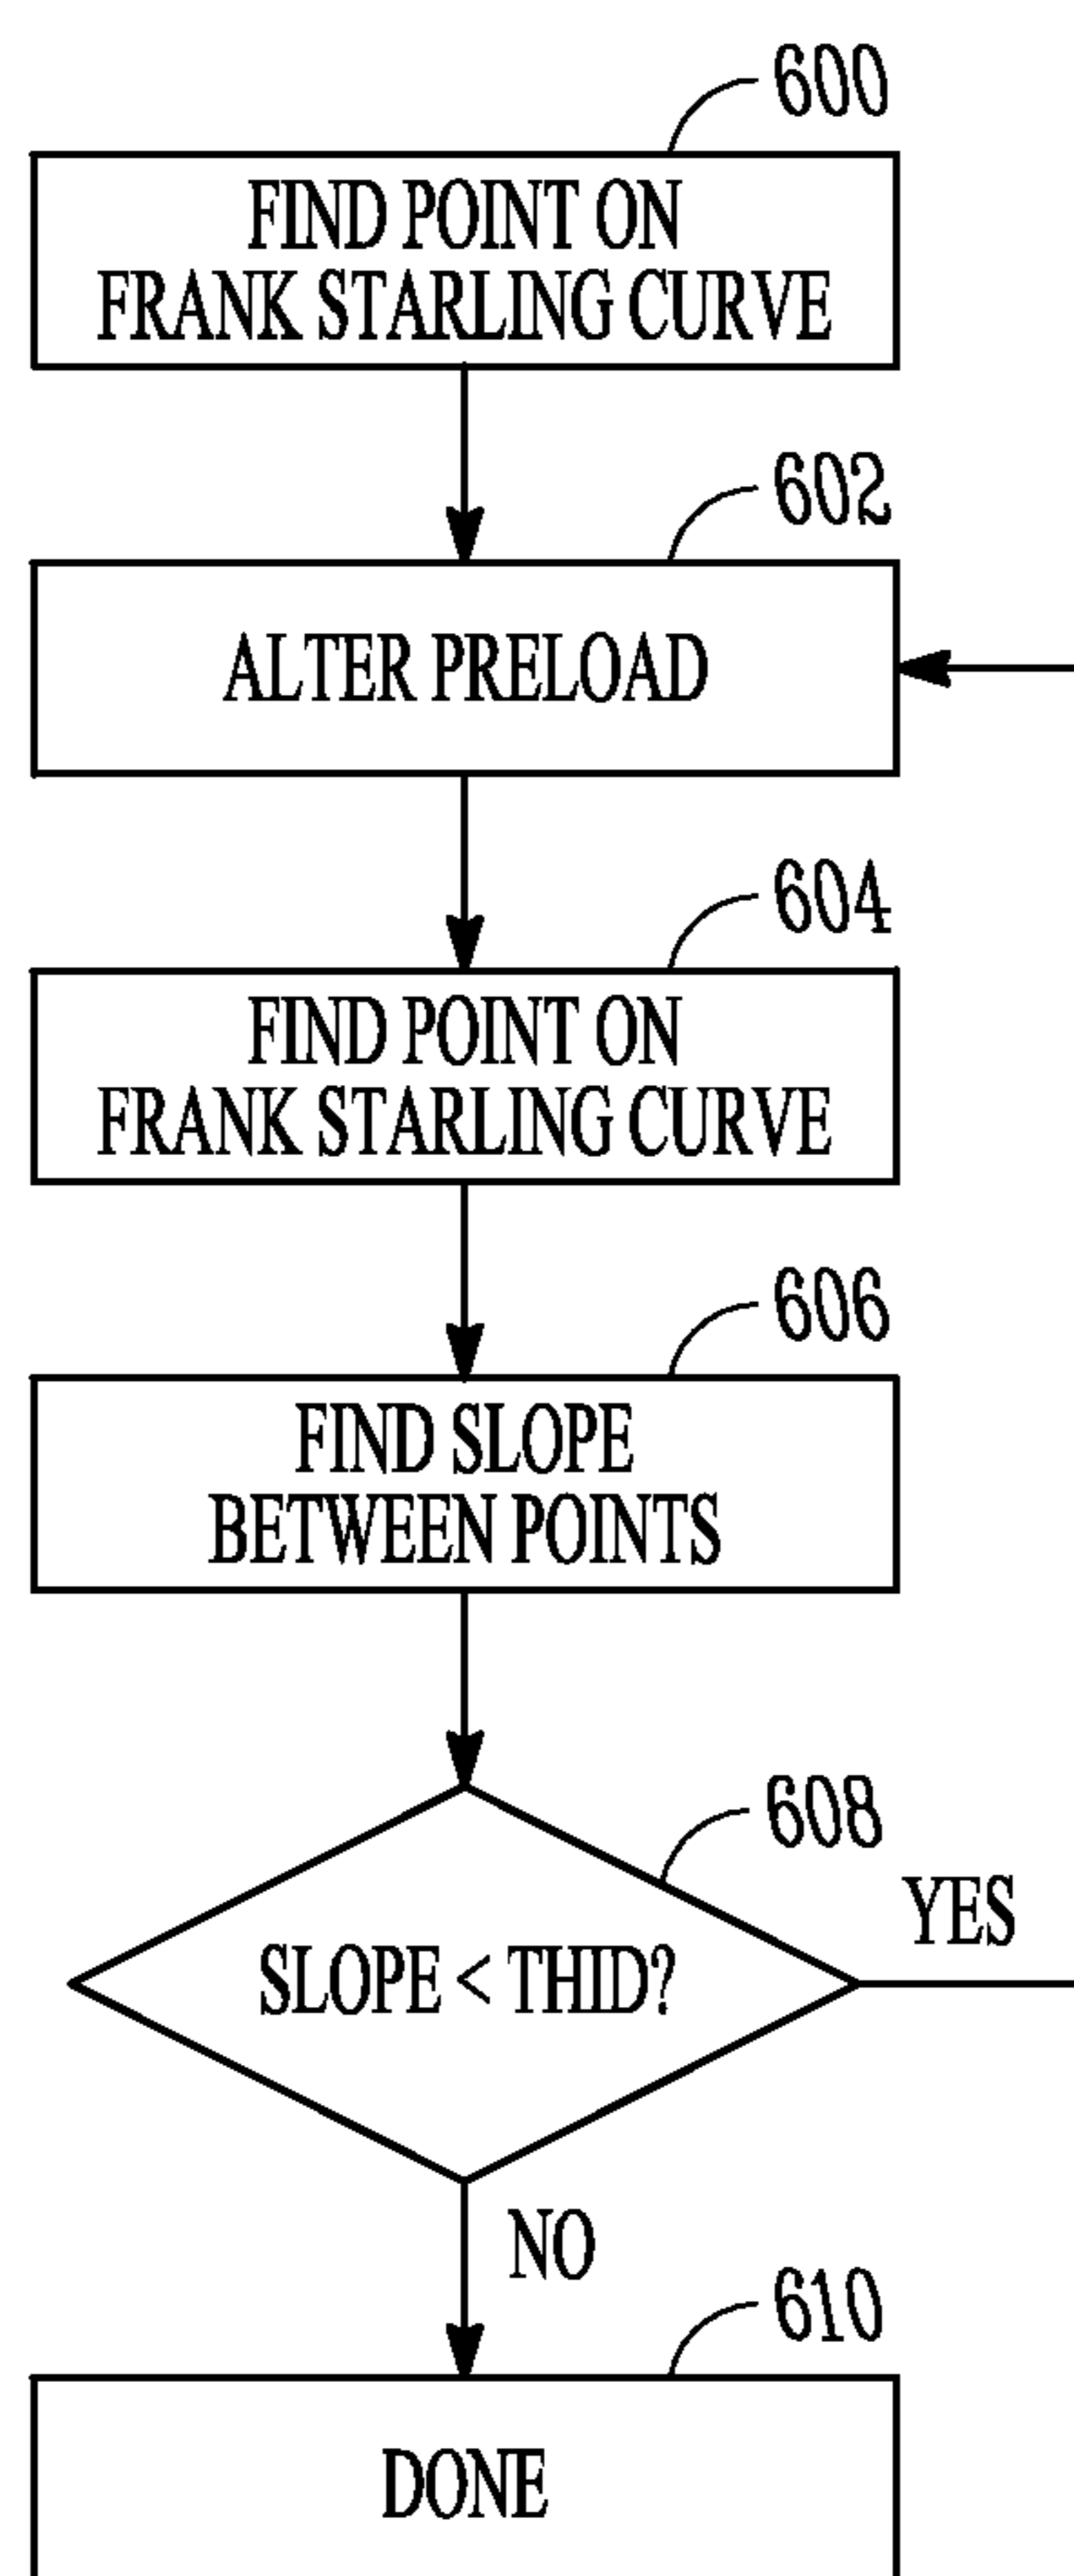 600
FIND POINT ON
FRANK STARLING CURVE
602
ALTER PRELOAD
604
FIND POINT ON
FRANK STARLING CURVE
606
FIND SLOPE
BETWEEN POINTS
608
YES
SLOPE < THID?
NO
610
DONE